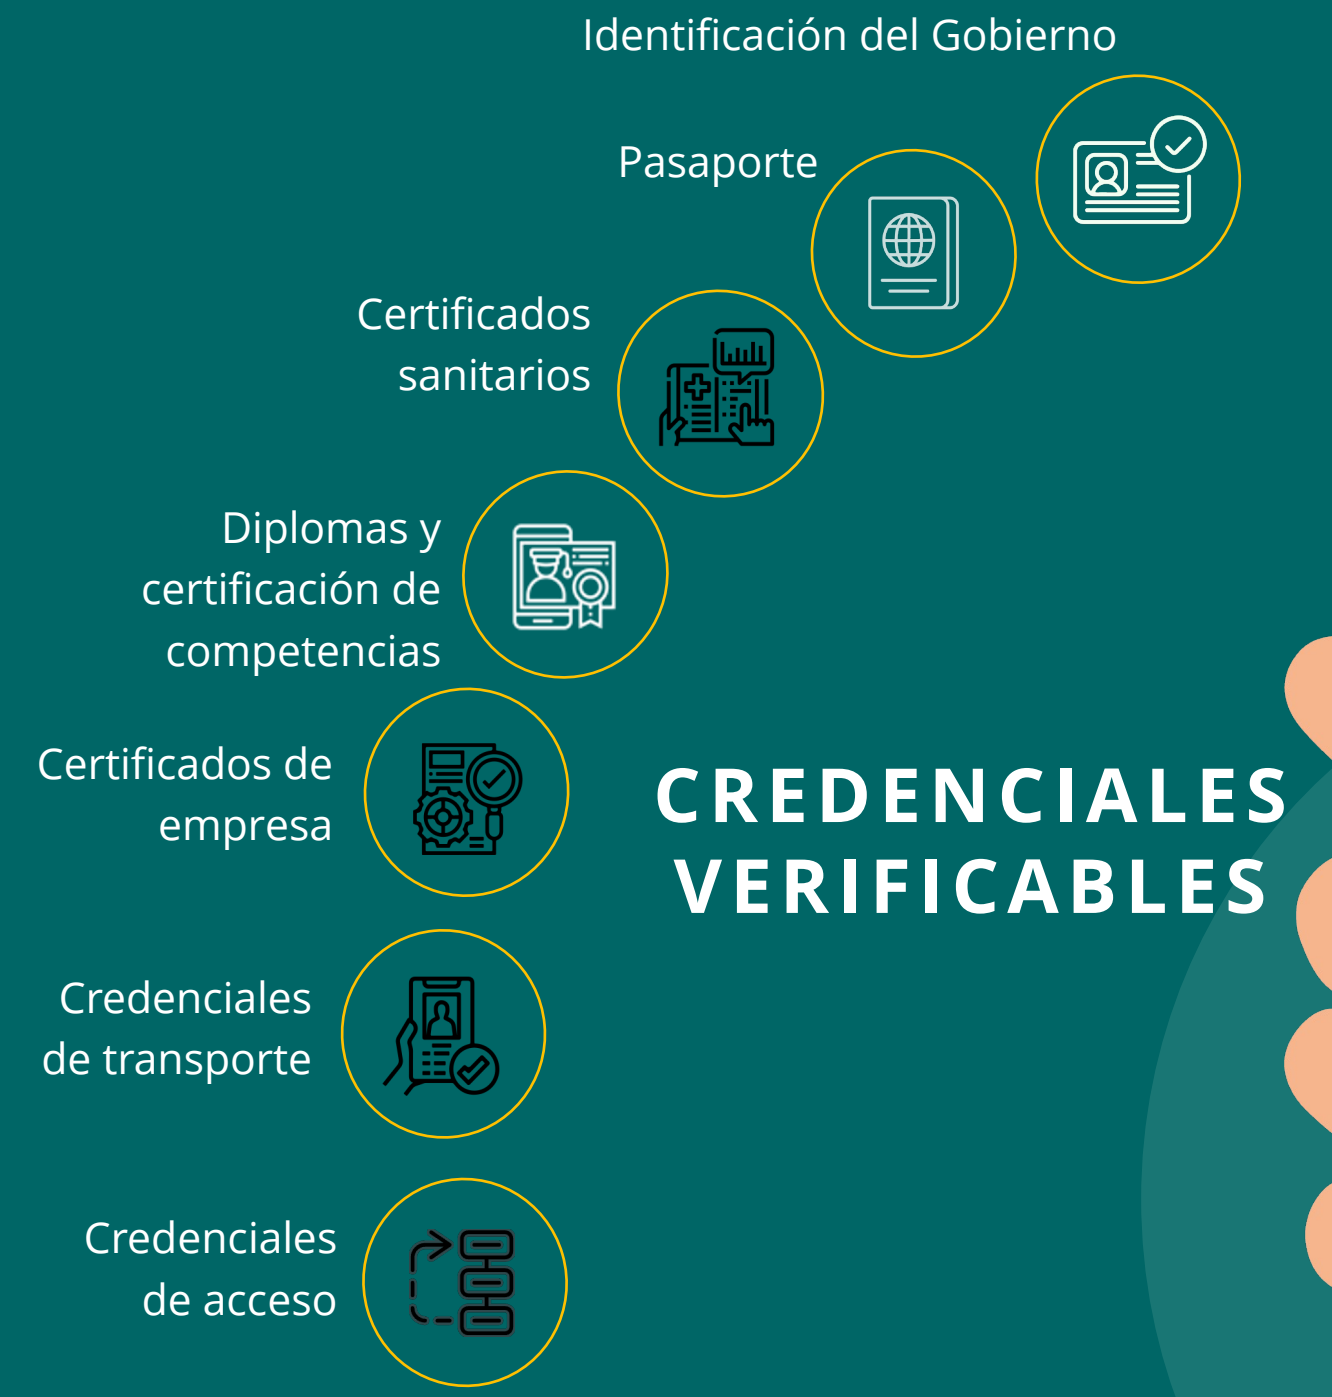 Identificación del Gobierno
Pasaporte
Certificados
sanitarios
Diplomas y
certificación de
competencias
Certificados de
empresa
CREDENCIALES
VERIFICABLES
Credenciales
de transporte
Credenciales
de acceso